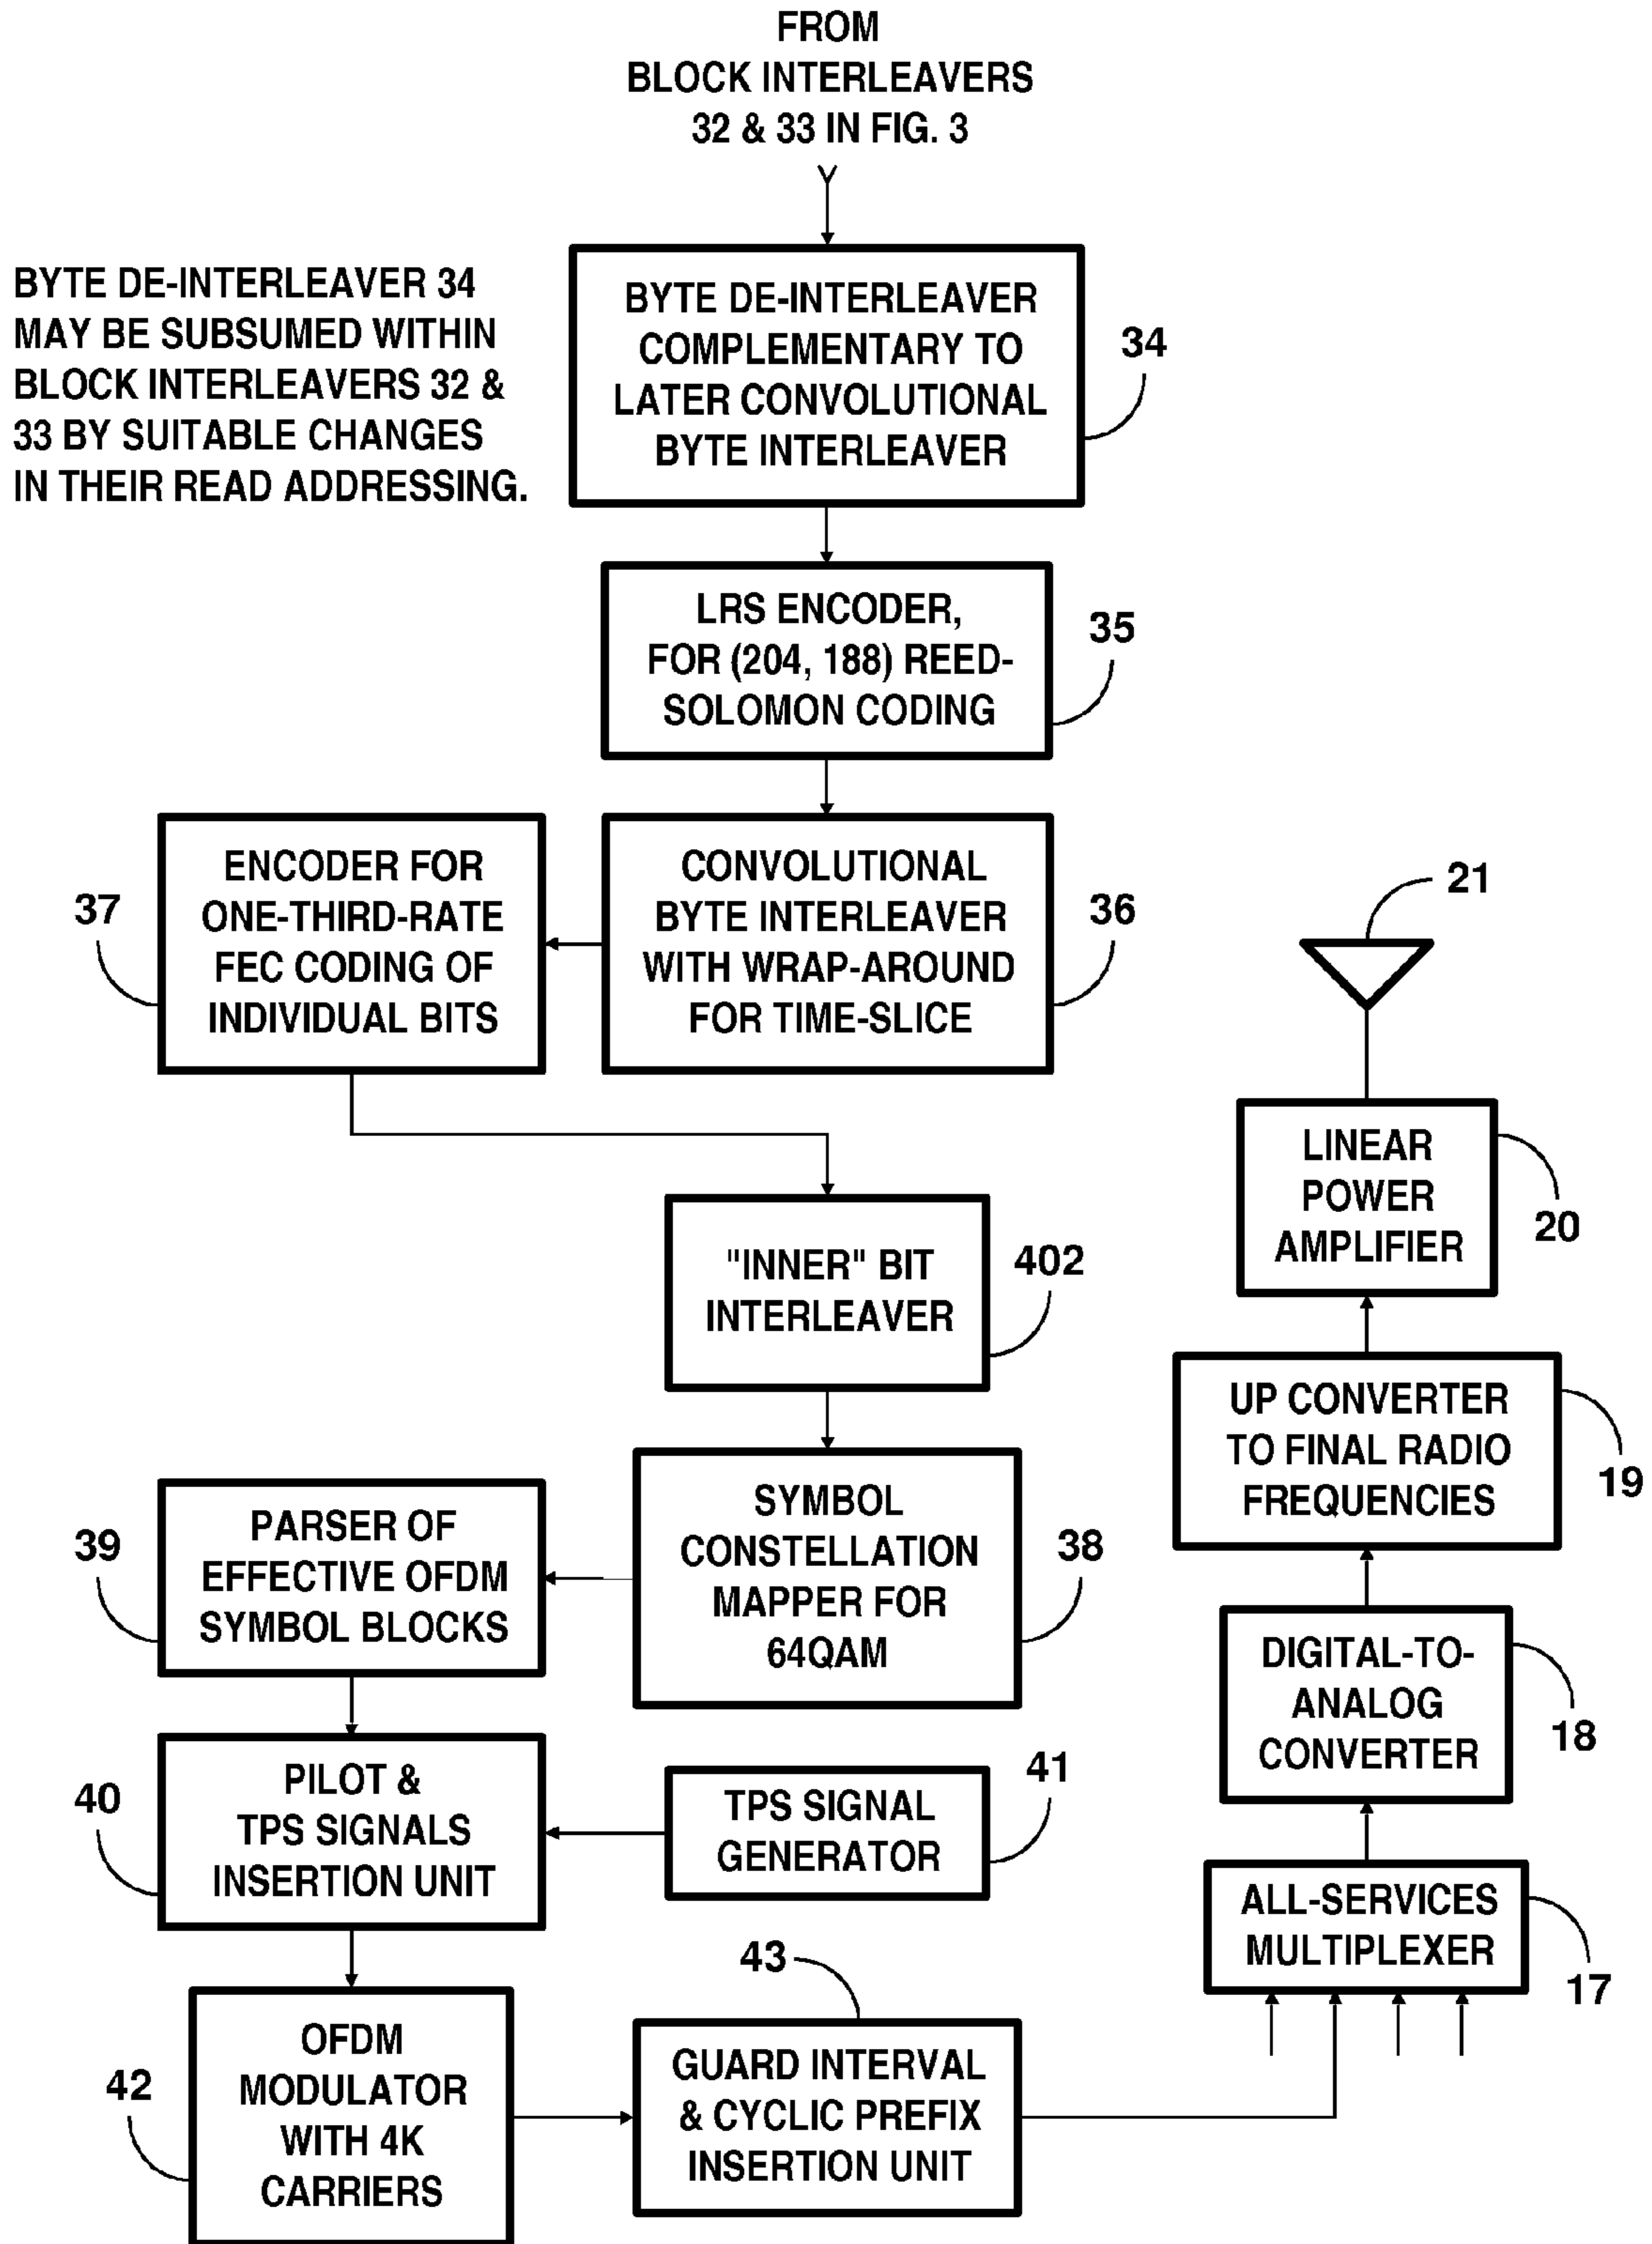 FROM
BLOCK INTERLEAVERS
32 & 33 IN FIG. 3
BYTE DE-INTERLEAVER 34
MAY BE SUBSUMED WITHIN
BLOCK INTERLEAVERS 32 &
33 BY SUITABLE CHANGES
IN THEIR READ ADDRESSING.
BYTE DE-INTERLEAVER
COMPLEMENTARY TO
LATER CONVOLUTIONAL
BYTE INTERLEAVER
34
LRS ENCODER,
FOR (204, 188) REED-
SOLOMON CODING
35
CONVOLUTIONAL
BYTE INTERLEAVER
WITH WRAP-AROUND
FOR TIME-SLICE
36
ENCODER FOR
ONE-THIRD-RATE
FEC CODING OF
INDIVIDUAL BITS
37
"INNER" BIT
INTERLEAVER
402
SYMBOL
CONSTELLATION
MAPPER FOR
64QAM
38
PARSER OF
EFFECTIVE OFDM
SYMBOL BLOCKS
39
PILOT &
TPS SIGNALS
INSERTION UNIT
40
TPS SIGNAL
GENERATOR
41
OFDM
MODULATOR
WITH 4K
CARRIERS
42
GUARD INTERVAL
& CYCLIC PREFIX
INSERTION UNIT
43
ALL-SERVICES
MULTIPLEXER
17
DIGITAL-TO-
ANALOG
CONVERTER
18
UP CONVERTER
TO FINAL RADIO
FREQUENCIES
19
LINEAR
POWER
AMPLIFIER
20
21